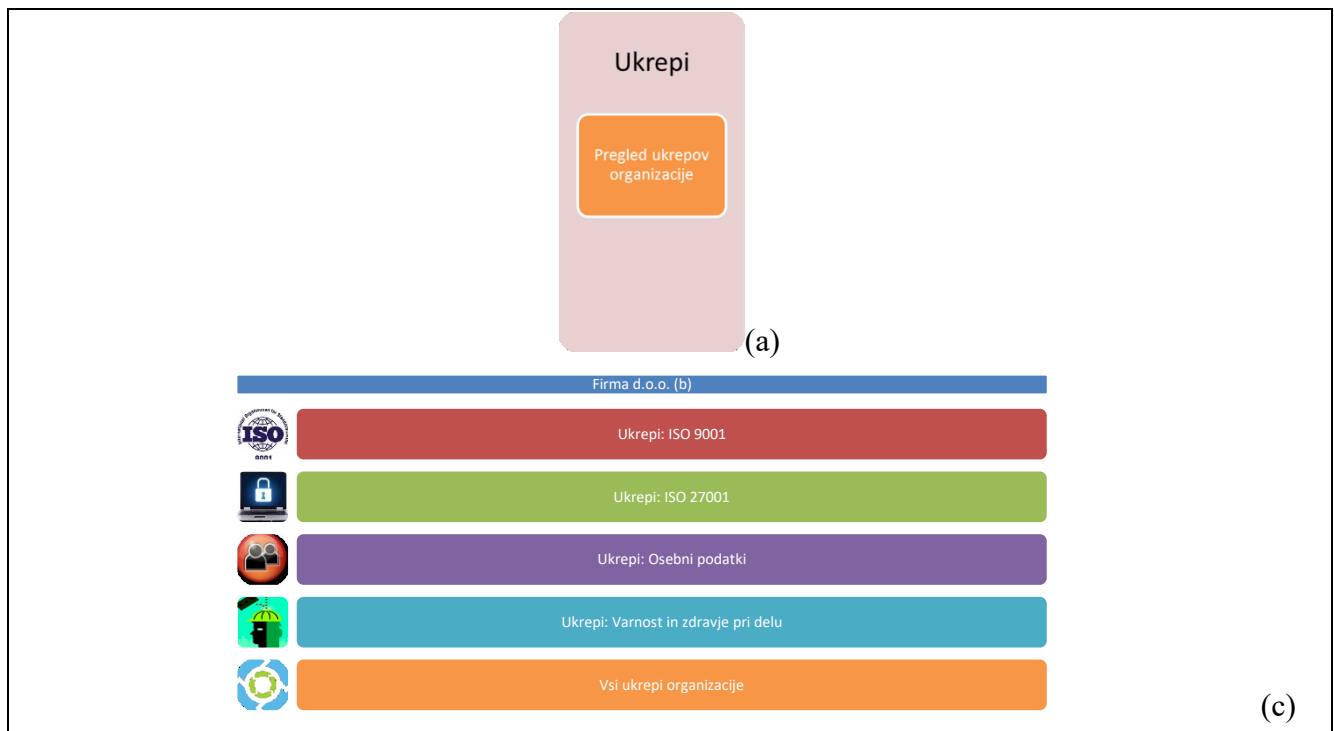 Ukrepi
Pregled ukrepov
organizacije
(a)
Firma d.o.o. (b)
ISO
Ukrepi: ISO 9001
Ukrepi: ISO 27001
Ukrepi: Osebni podatki
Ukrepi: Varnost in zdravje pri delu
Vsi ukrepi organizacije
(c)